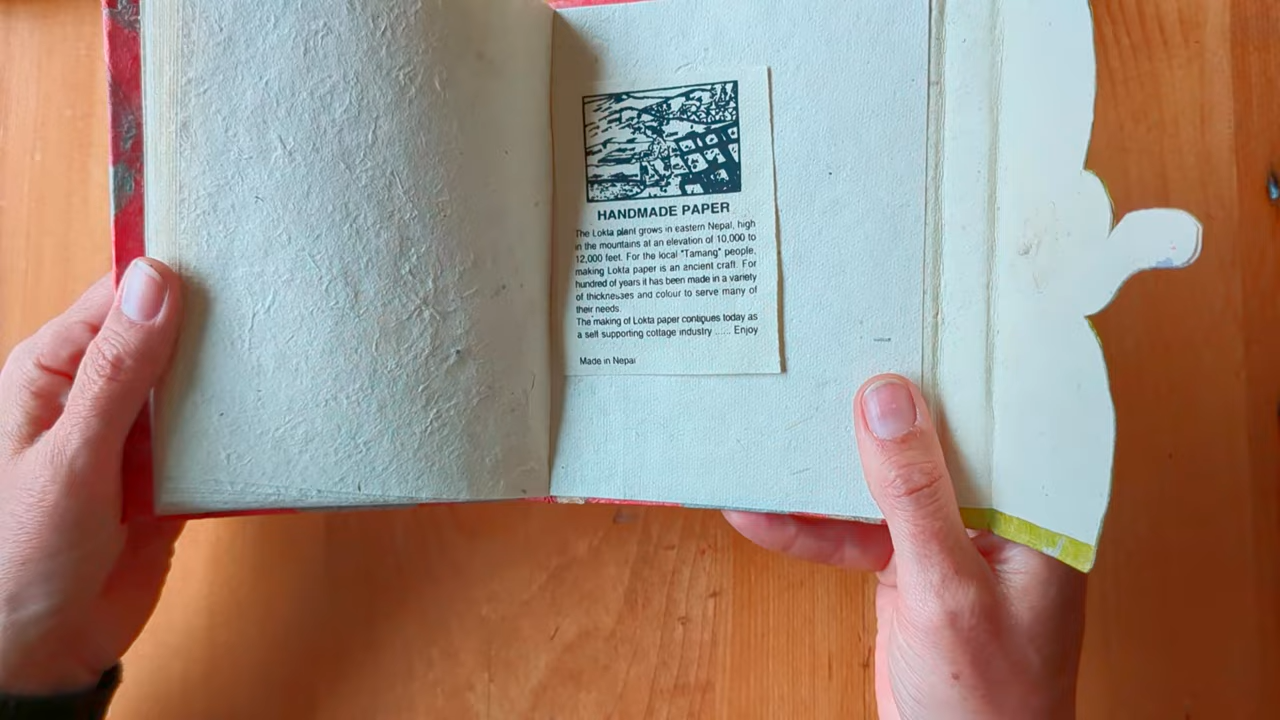 HANDMADE PAPER
The Lokta plant grows in eastern Nepal, high
in the mountains at an elevation of 10,000 to
12,000 feet. For the local "Tamang" people,
making Lokta paper is an ancient craft. For
hundred of years it has been made in a variety
of thicknesses and colour to serve many of
their needs.
The making of Lokta paper contiques today as
a self supporting cottage industry ...... Enjoy
Made in Nepal